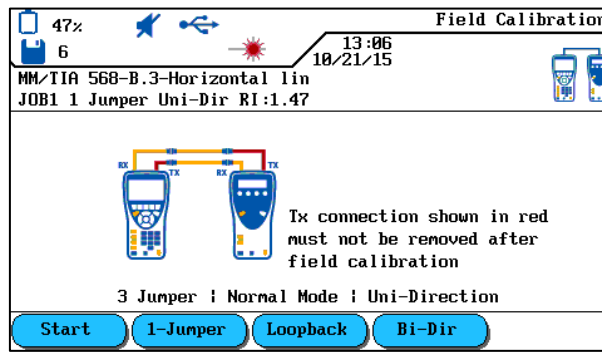 47% Field Calibration
6 13:06
10/21/15
MM/TIA 568-B.3-Horizontal lin
JOB1 1 Jumper Uni-Dir RI:1.47
RX TX RX TX
Tx connection shown in red
must not be removed after
field calibration
3 Jumper ¦ Normal Mode ¦ Uni-Direction
Start 1-Jumper Loopback Bi-Dir